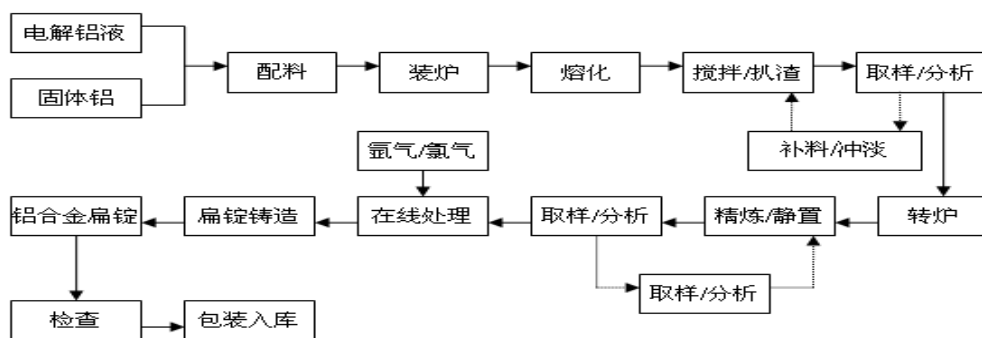 电解铝液
固体铝
配料
装炉
熔化
搅拌/扒渣
取样/分析
补料/冲淡
氩气/氯气
铝合金扁锭
扁锭铸造
在线处理
取样/分析
精炼/静置
转炉
取样/分析
检查
包装入库